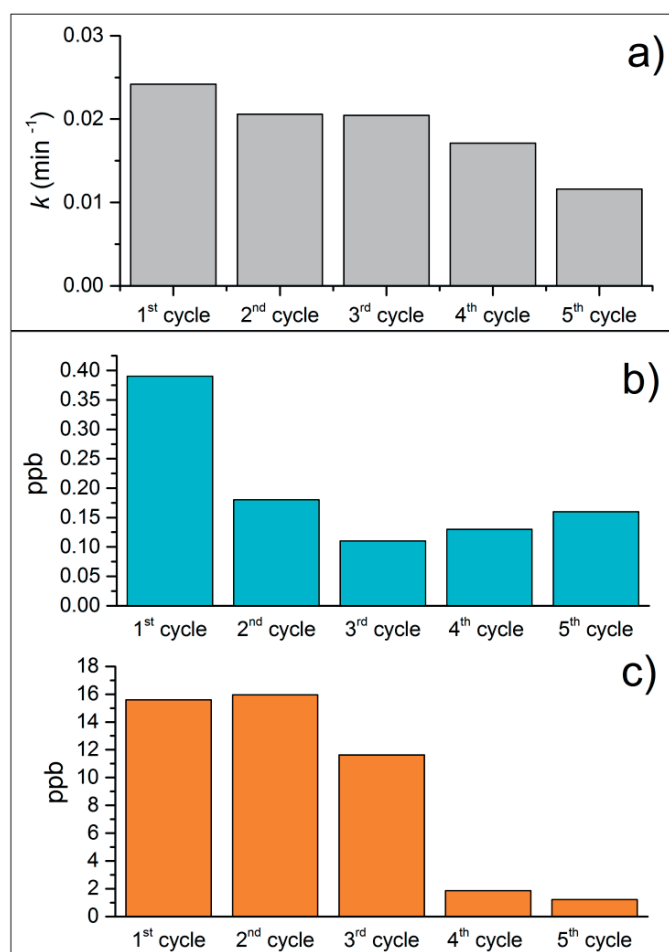 a)
0.03
0.02
0.01
0.00
k (min ⁻¹)
1ˢᵗ cycle 2ⁿᵈ cycle 3ʳᵈ cycle 4ᵗʰ cycle 5ᵗʰ cycle
b)
0.40
0.35
0.30
0.25
0.20
0.15
0.10
0.05
0.00
ppb
1ˢᵗ cycle 2ⁿᵈ cycle 3ʳᵈ cycle 4ᵗʰ cycle 5ᵗʰ cycle
c)
18
16
14
12
10
8
6
4
2
0
ppb
1ˢᵗ cycle 2ⁿᵈ cycle 3ʳᵈ cycle 4ᵗʰ cycle 5ᵗʰ cycle